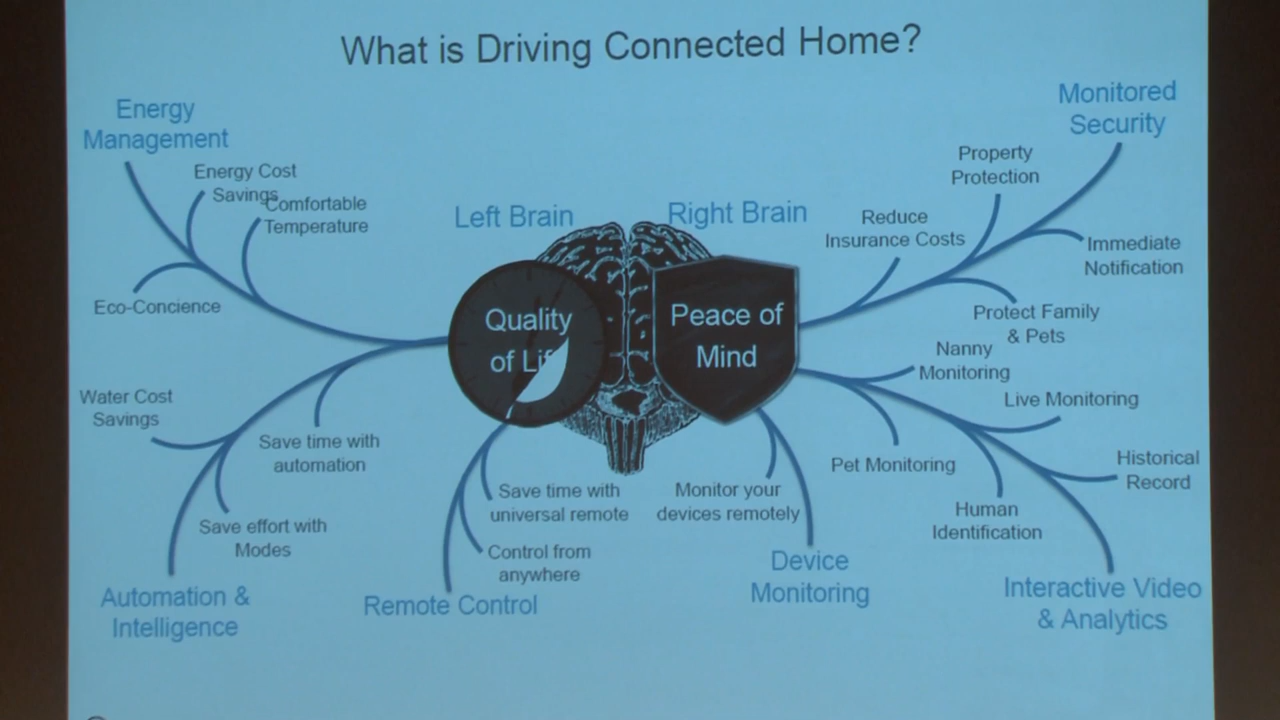 What is Driving Connected Home?
Energy
Management
Energy Cost
Savings
Comfortable
Temperature
Eco-Concience
Water Cost
Savings
Save time with
automation
Save effort with
Modes
Automation &
Intelligence
Left Brain
Right Brain
Quality
of Life
Peace of
Mind
Save time with
universal remote
Control from
anywhere
Remote Control
Monitor your
devices remotely
Device
Monitoring
Monitored
Security
Property
Protection
Reduce
Insurance Costs
Immediate
Notification
Protect Family
& Pets
Nanny
Monitoring
Live Monitoring
Pet Monitoring
Historical
Record
Human
Identification
Interactive Video
& Analytics